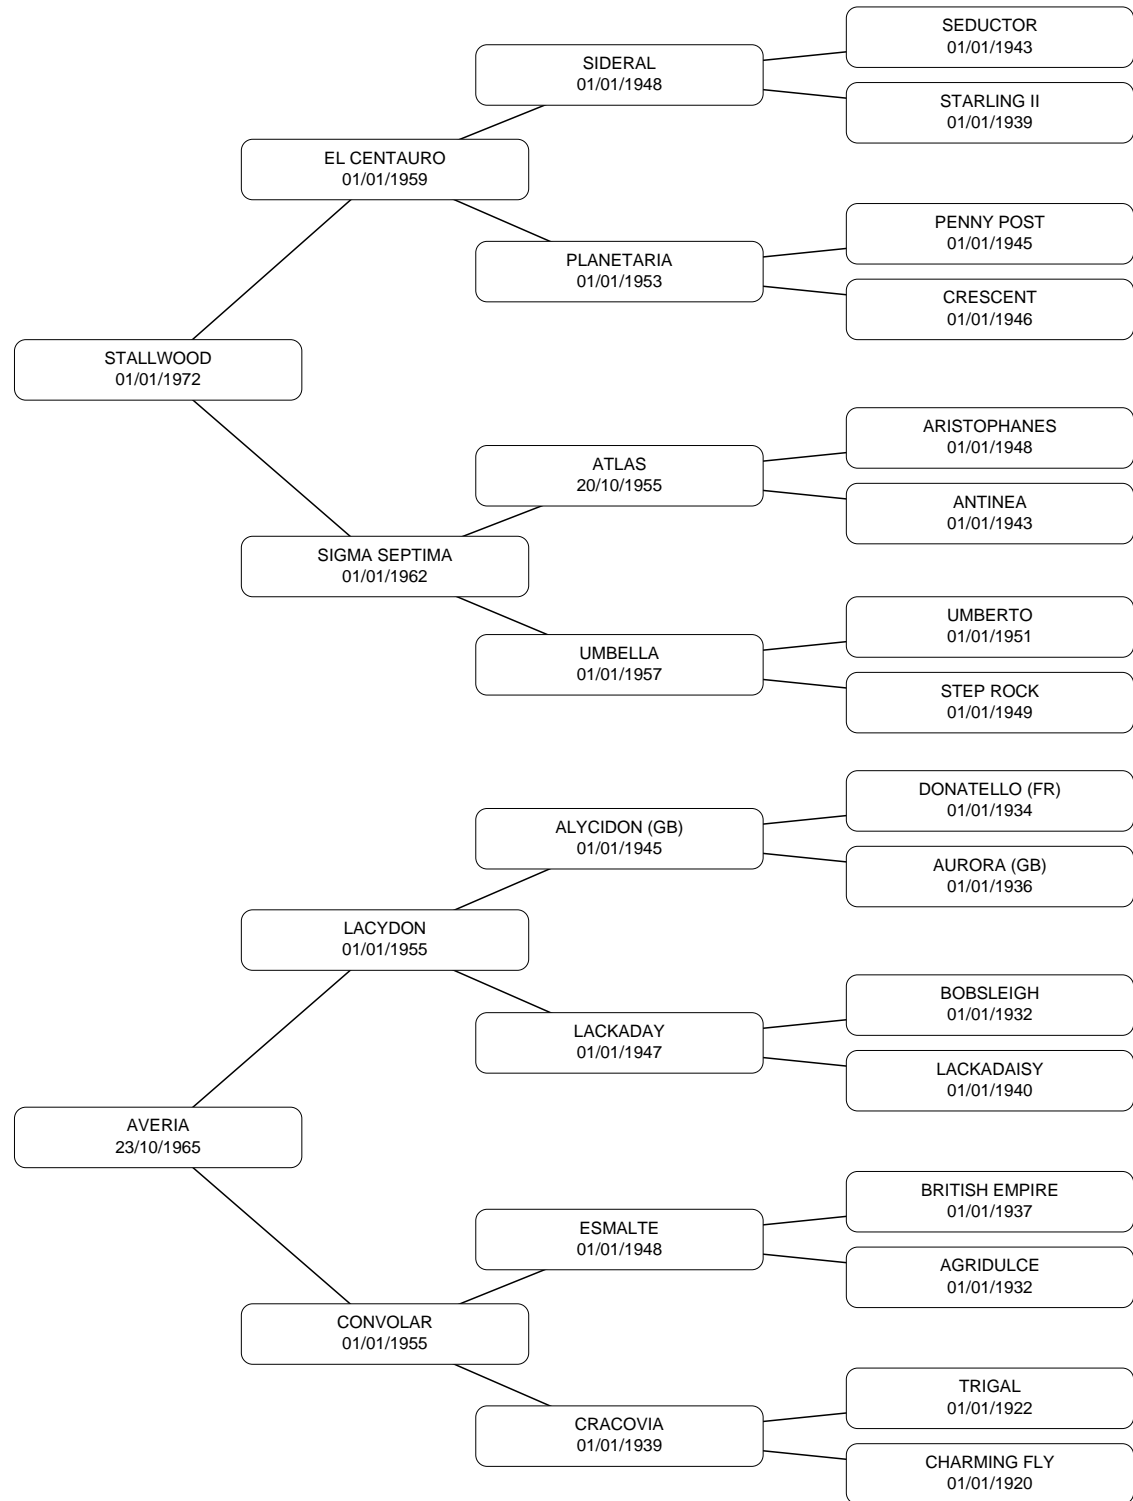 SEDUCTOR
01/01/1943
SIDERAL
01/01/1948
STARLING II
01/01/1939
EL CENTAURO
01/01/1959
PENNY POST
01/01/1945
PLANETARIA
01/01/1953
CRESCENT
01/01/1946
STALLWOOD
01/01/1972
ARISTOPHANES
01/01/1948
ATLAS
20/10/1955
ANTINEA
01/01/1943
SIGMA SEPTIMA
01/01/1962
UMBERTO
01/01/1951
UMBELLA
01/01/1957
STEP ROCK
01/01/1949
DONATELLO (FR)
01/01/1934
ALYCIDON (GB)
01/01/1945
AURORA (GB)
01/01/1936
LACYDON
01/01/1955
BOBSLEIGH
01/01/1932
LACKADAY
01/01/1947
LACKADAISY
01/01/1940
AVERIA
23/10/1965
BRITISH EMPIRE
01/01/1937
ESMALTE
01/01/1948
AGRIDULCE
01/01/1932
CONVOLAR
01/01/1955
TRIGAL
01/01/1922
CRACOVIA
01/01/1939
CHARMING FLY
01/01/1920